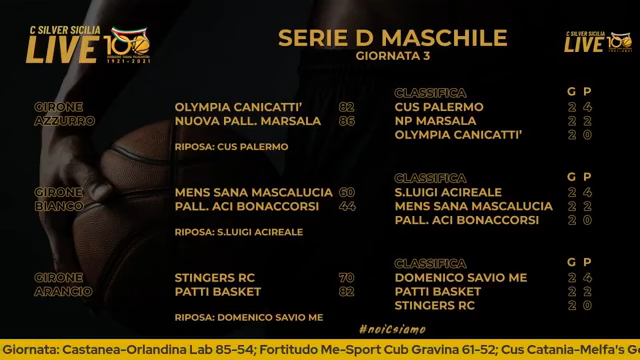 C SILVER SICILIA
LIVE 100
1921-2021
SERIE D MASCHILE
GIORNATA 3
C SILVER SICILIA
LIVE 100
GIRONE
AZZURRO
OLYMPIA CANICATTI' 82
NUOVA PALL. MARSALA 86
RIPOSA: CUS PALERMO
CLASSIFICA G P
CUS PALERMO 2 4
NP MARSALA 2 2
OLYMPIA CANICATTI' 2 0
GIRONE
BIANCO
MENS SANA MASCALUCIA 60
PALL. ACI BONACCORSI 44
RIPOSA: S.LUIGI ACIREALE
CLASSIFICA G P
S.LUIGI ACIREALE 2 4
MENS SANA MASCALUCIA 2 2
PALL. ACI BONACCORSI 2 0
GIRONE
ARANCIO
STINGERS RC 70
PATTI BASKET 82
RIPOSA: DOMENICO SAVIO ME
CLASSIFICA G P
DOMENICO SAVIO ME 2 4
PATTI BASKET 2 2
STINGERS RC 2 0
#noiCsiamo
Giornata: Castanea-Orlandina Lab 85-54; Fortitudo Me-Sport Cub Gravina 61-52; Cus Catania-Melfa's G